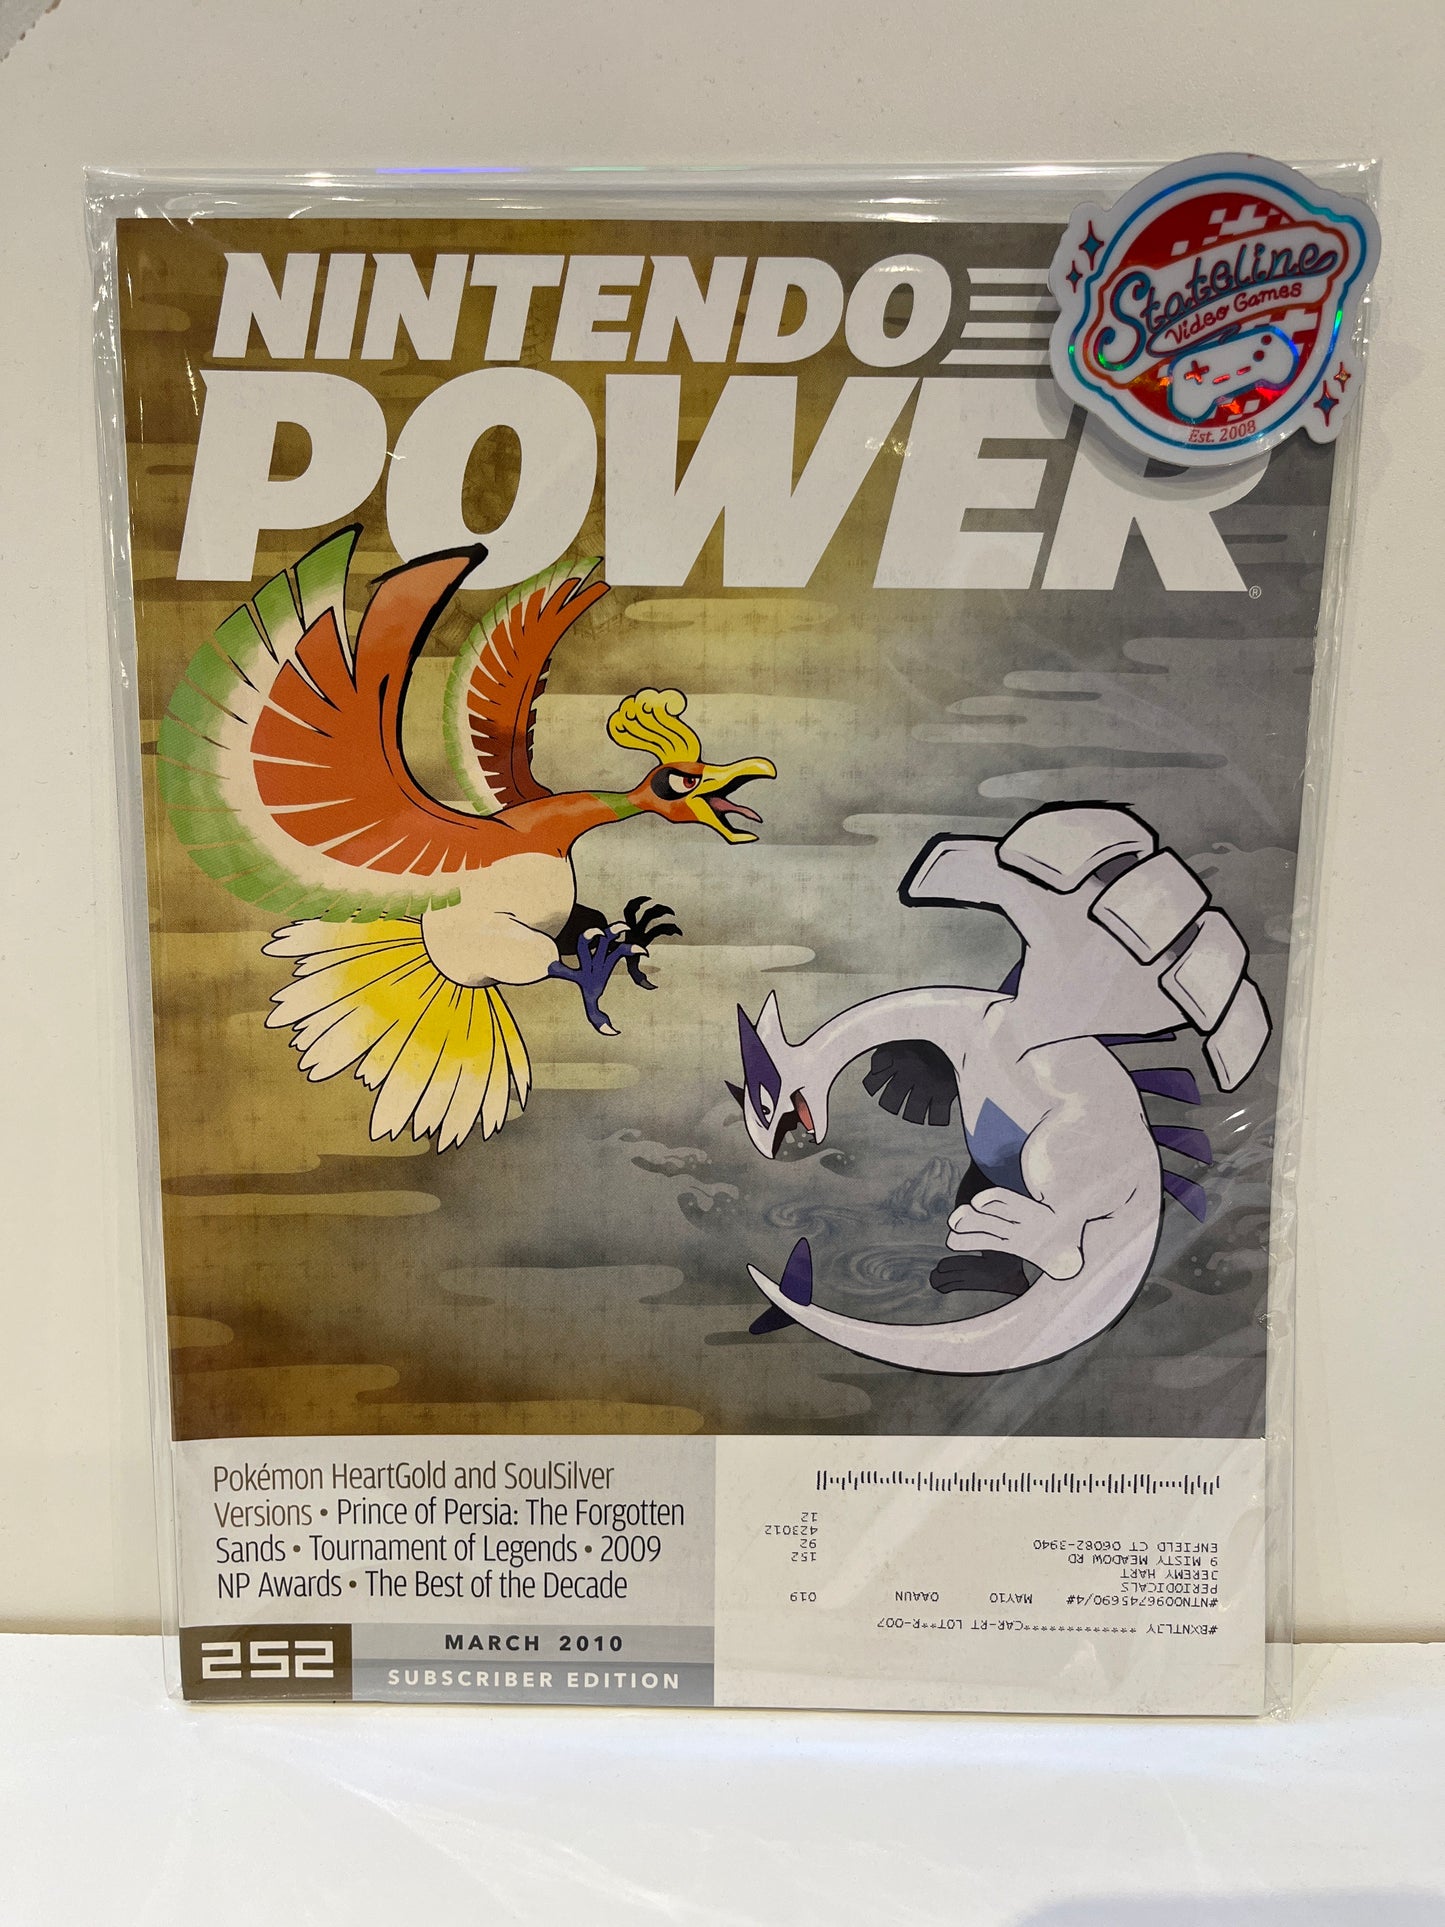 NINTENDO
POWER
®
Stateline
Video Games
Est. 2008
Pokémon HeartGold and SoulSilver
Versions • Prince of Persia: The Forgotten
Sands • Tournament of Legends • 2009
NP Awards • The Best of the Decade
252
MARCH 2010
SUBSCRIBER EDITION
#BXNTLJY **************CAR-RT LOT**R-007
#NTN0096745690/4# MAY10 0AAUN 019
PERIODICALS
JEREMY HART
9 MISTY MEADOW RD 152
ENFIELD CT 06082-3940 92
423012
12